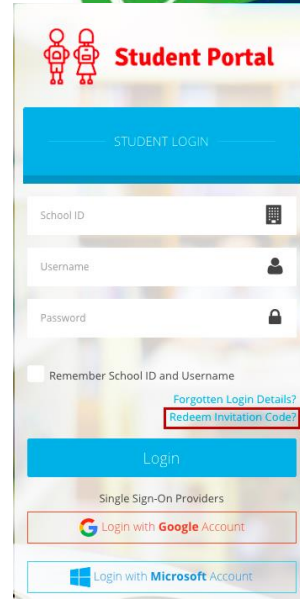 Student Portal
STUDENT LOGIN
School ID
Username
Password
Remember School ID and Username
Forgotten Login Details?
Redeem Invitation Code?
Login
Single Sign-On Providers
Login with Google Account
Login with Microsoft Account